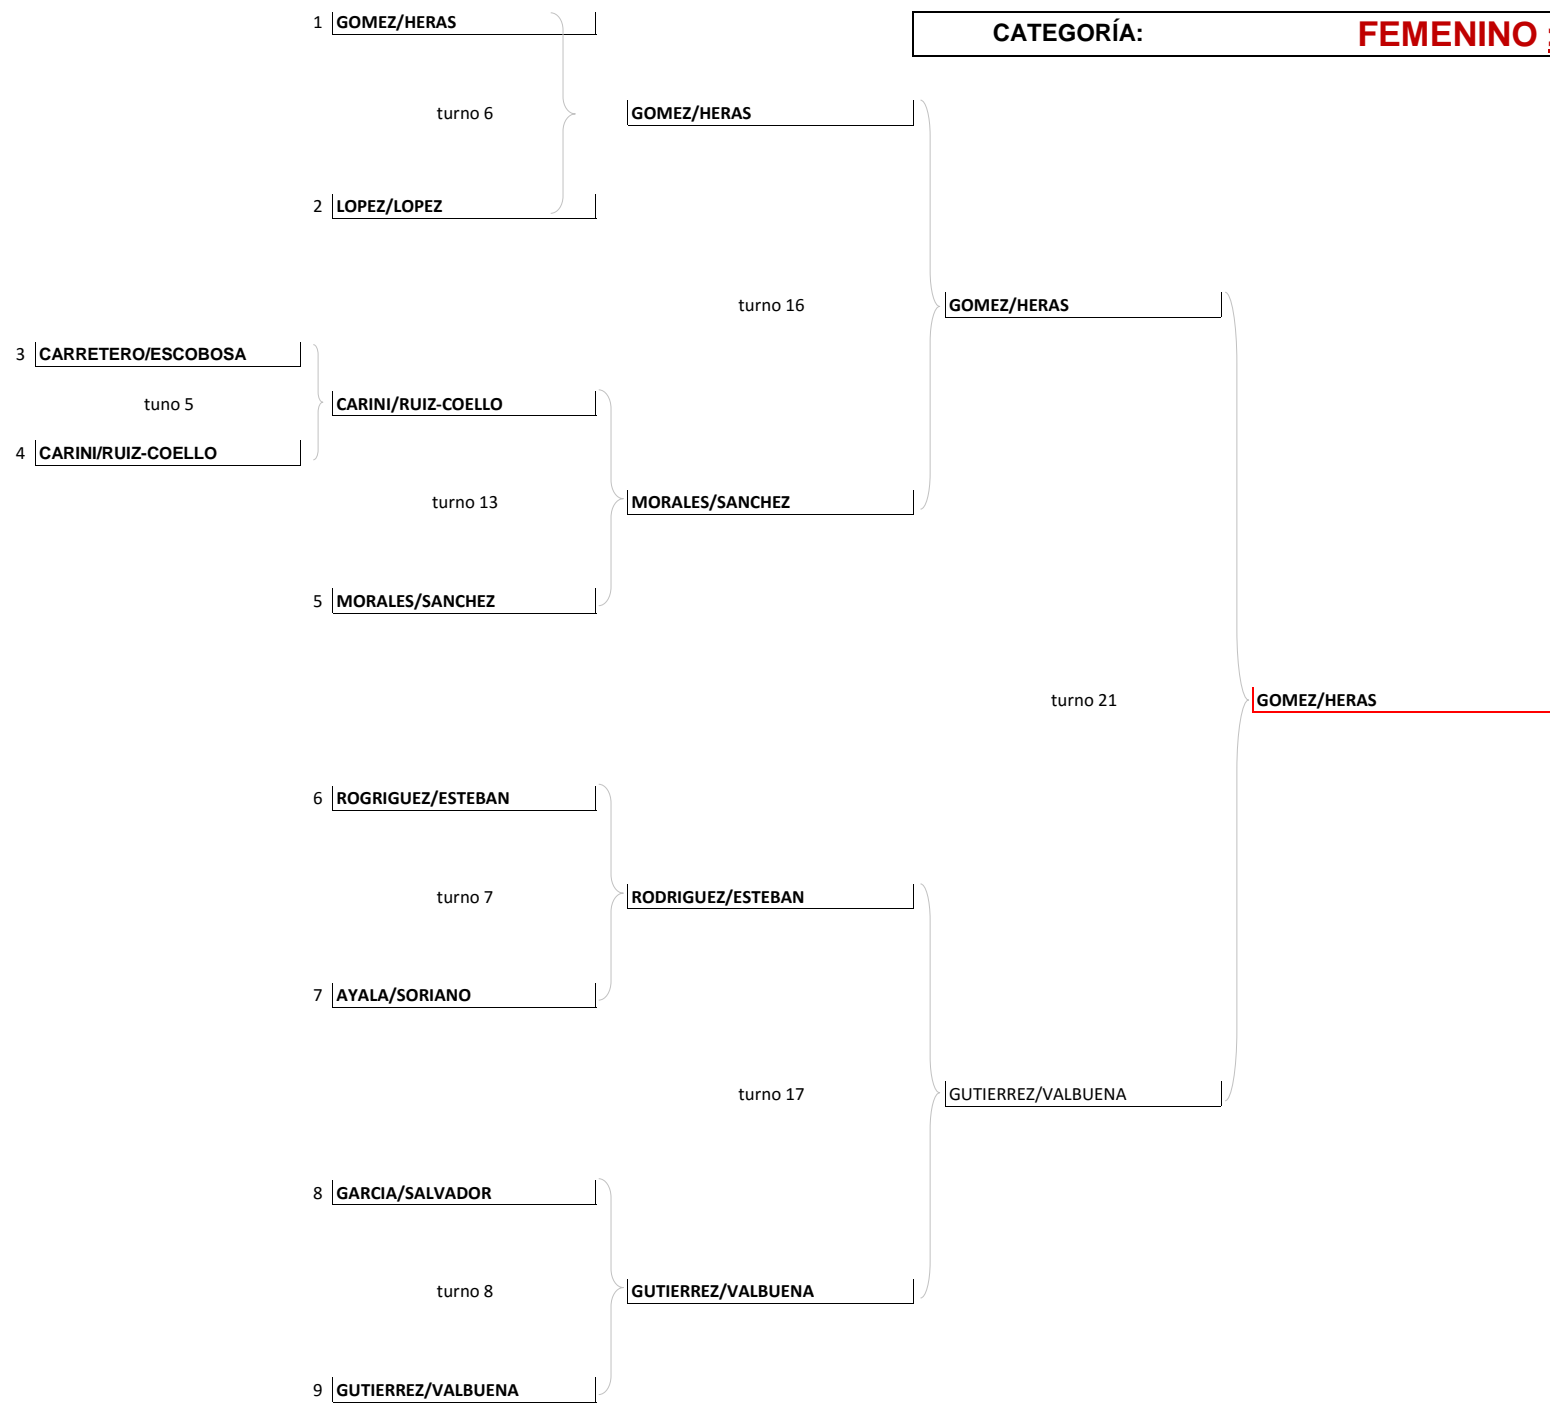 1 GOMEZ/HERAS
CATEGORÍA: FEMENINO
turno 6
GOMEZ/HERAS
2 LOPEZ/LOPEZ
turno 16
GOMEZ/HERAS
3 CARRETERO/ESCOBOSA
tuno 5
CARINI/RUIZ-COELLO
4 CARINI/RUIZ-COELLO
turno 13
MORALES/SANCHEZ
5 MORALES/SANCHEZ
turno 21
GOMEZ/HERAS
6 ROGRIGUEZ/ESTEBAN
turno 7
RODRIGUEZ/ESTEBAN
7 AYALA/SORIANO
turno 17
GUTIERREZ/VALBUENA
8 GARCIA/SALVADOR
turno 8
GUTIERREZ/VALBUENA
9 GUTIERREZ/VALBUENA